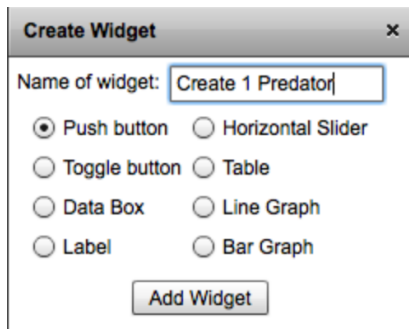 Create Widget ×
Name of widget: Create 1 Predator
Push button Horizontal Slider
Toggle button Table
Data Box Line Graph
Label Bar Graph
Add Widget